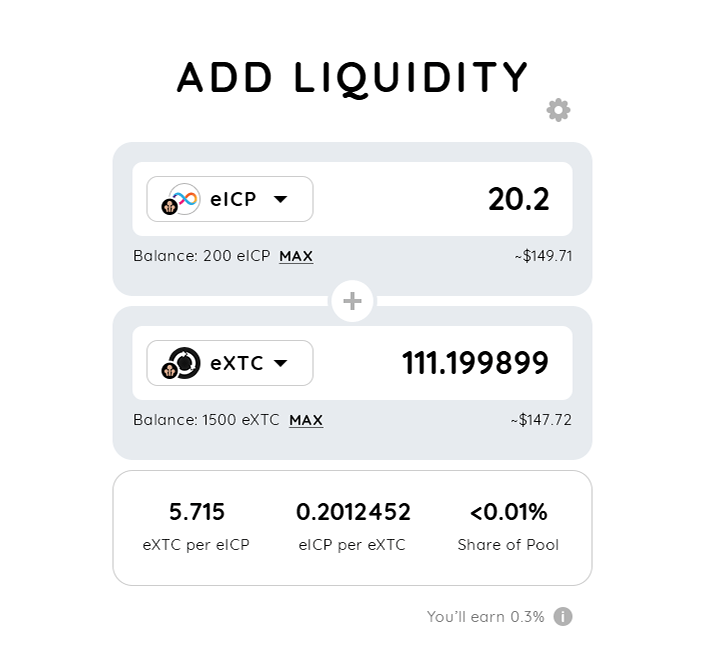 ADD LIQUIDITY
eICP
20.2
Balance: 200 eICP MAX
~$149.71
eXTC
111.199899
Balance: 1500 eXTC MAX
~$147.72
5.715
0.2012452
<0.01%
eXTC per eICP
eICP per eXTC
Share of Pool
You'll earn 0.3%